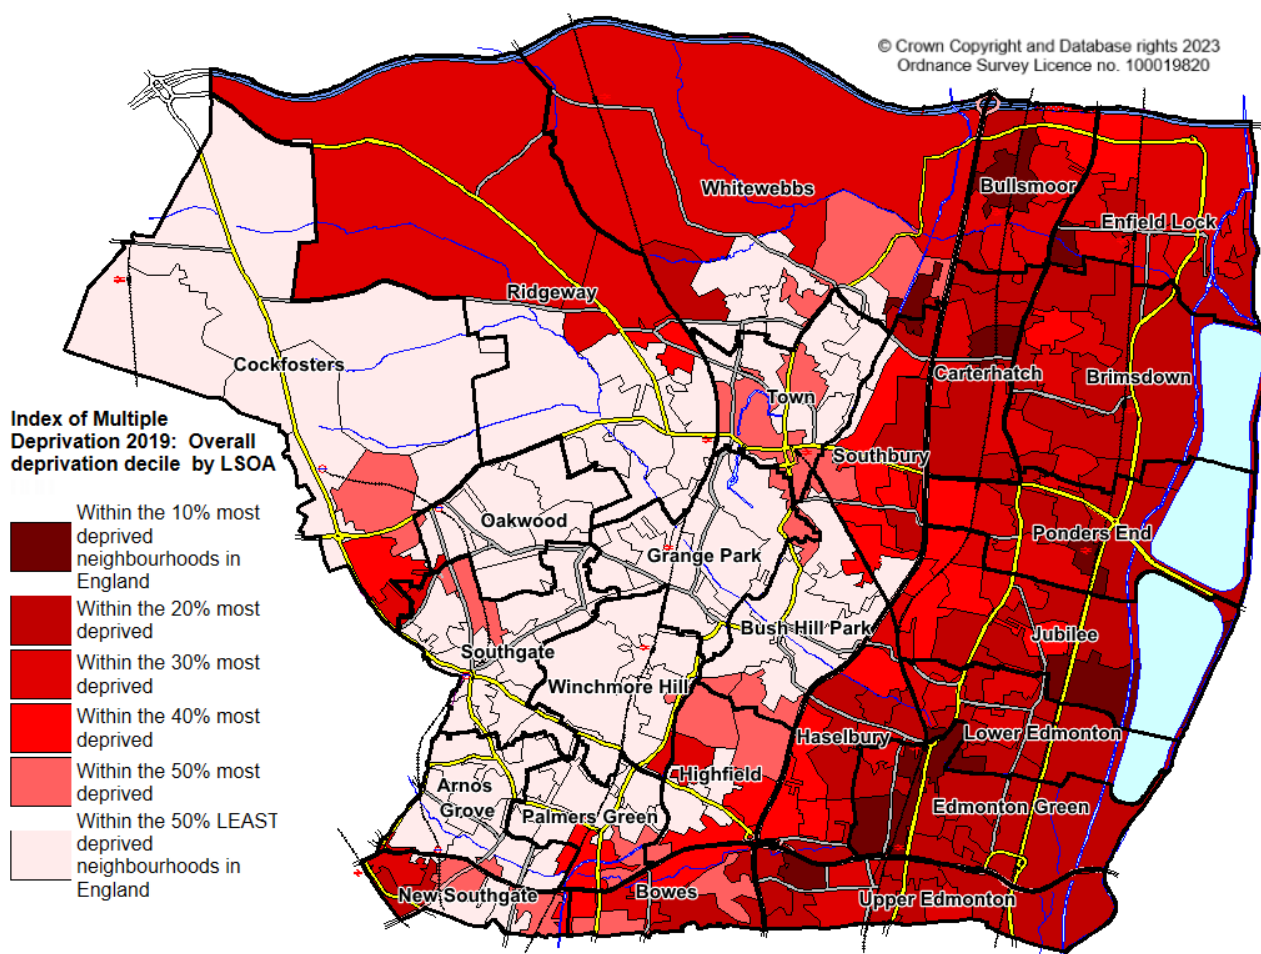 © Crown Copyright and Database rights 2023
Ordnance Survey Licence no. 100019820
Whitewebbs
Bullsmoor
Enfield Lock
Ridgeway
Cockfosters
Carterhatch
Brimsdown
Town
Index of Multiple
Deprivation 2019: Overall
deprivation decile by LSOA
Southbury
Within the 10% most
deprived
neighbourhoods in
England
Oakwood
Ponders End
Grange Park
Within the 20% most
deprived
Bush Hill Park
Jubilee
Within the 30% most
deprived
Southgate
Winchmore Hill
Within the 40% most
deprived
Haselbury
Lower Edmonton
Within the 50% most
deprived
Highfield
Arnos
Grove
Palmers Green
Edmonton Green
Within the 50% LEAST
deprived
neighbourhoods in
England
New Southgate
Bowes
Upper Edmonton